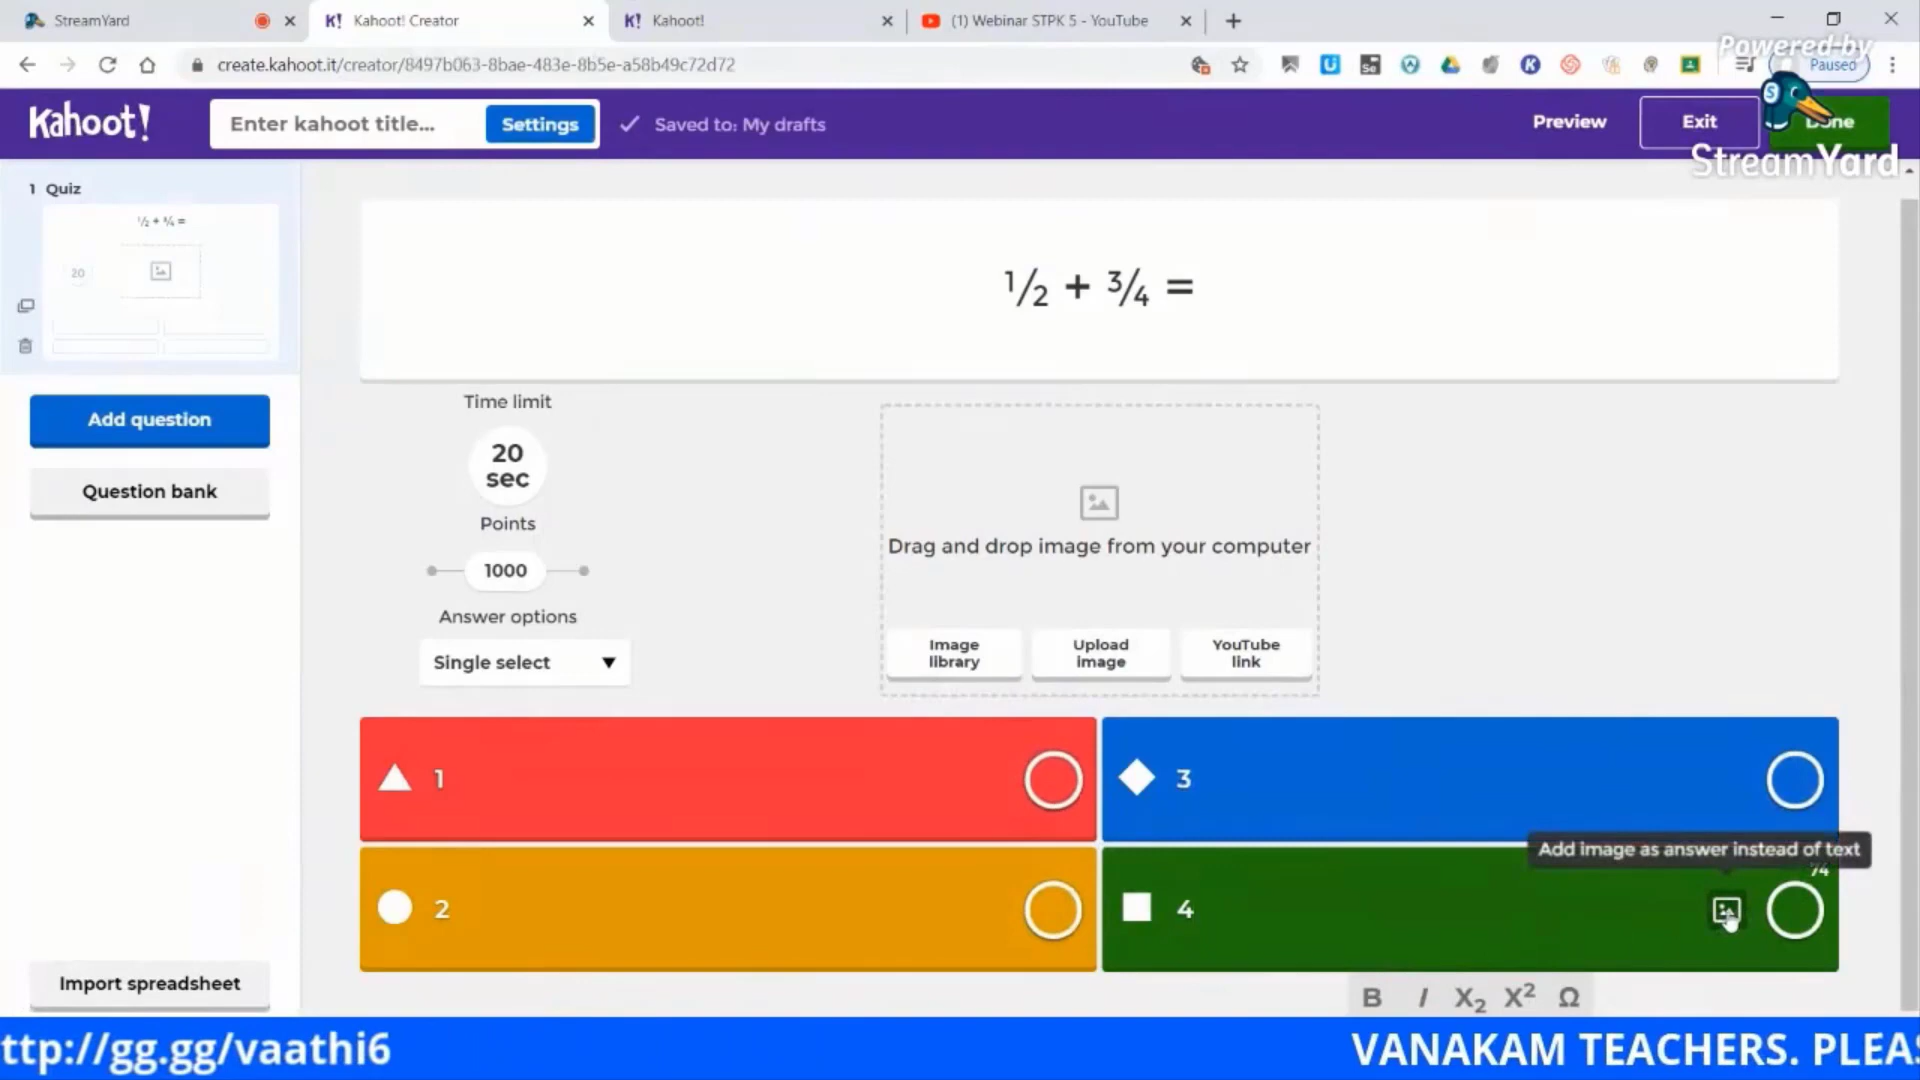 StreamYard
Kahoot! Creator
K! Kahoot!
(1) Webinar STPK 5 - YouTube
create.kahoot.it/creator/8497b063-8bae-483e-8b5e-a58b49c72d72
Paused
Powered by
StreamYard
Kahoot!
Enter kahoot title...
Settings
Saved to: My drafts
Preview
Exit
Done
1 Quiz
½ + ¾ =
20
Add question
Question bank
Import spreadsheet
½ + ¾ =
Time limit
20
sec
Points
1000
Answer options
Single select
Drag and drop image from your computer
Image
library
Upload
image
YouTube
link
1
3
2
4
Add image as answer instead of text
74
B I X₂ X² Ω
ttp://gg.gg/vaathi6
VANAKAM TEACHERS. PLEAS